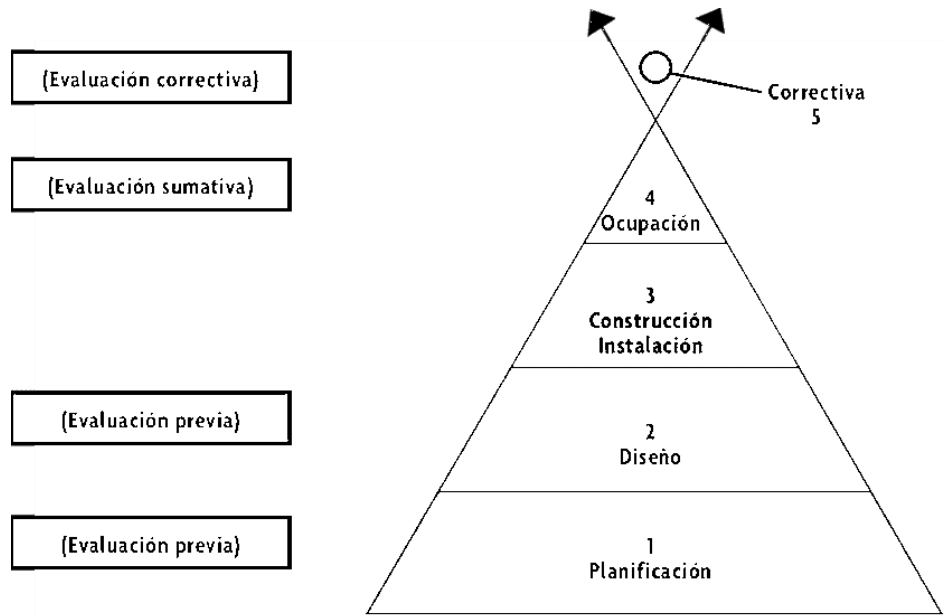 (Evaluación correctiva)
Correctiva
5
(Evaluación sumativa)
4
Ocupación
3
Construcción
Instalación
(Evaluación previa)
2
Diseño
(Evaluación previa)
1
Planificación